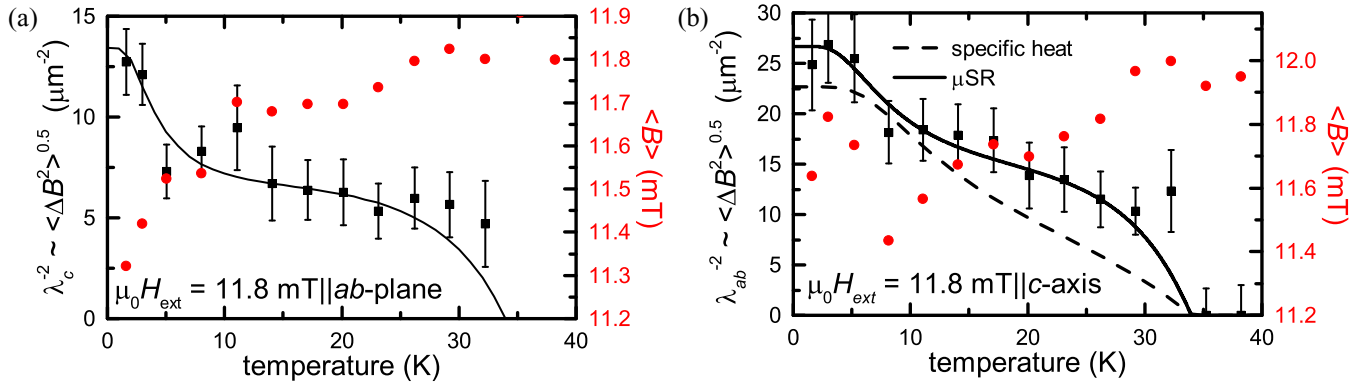 (a)
15
10
5
0
λc^-2 ~ <ΔB²>^0.5 (μm^-2)
11.9
11.8
11.7
11.6
11.5
11.4
11.3
11.2
<B> (mT)
μ0Hext = 11.8 mT||ab-plane
0 10 20 30 40
temperature (K)
(b)
30
25
20
15
10
5
0
λab^-2 ~ <ΔB²>^0.5 (μm^-2)
specific heat
μSR
12.0
11.8
11.6
11.4
11.2
<B> (mT)
μ0Hext = 11.8 mT||c-axis
0 10 20 30 40
temperature (K)